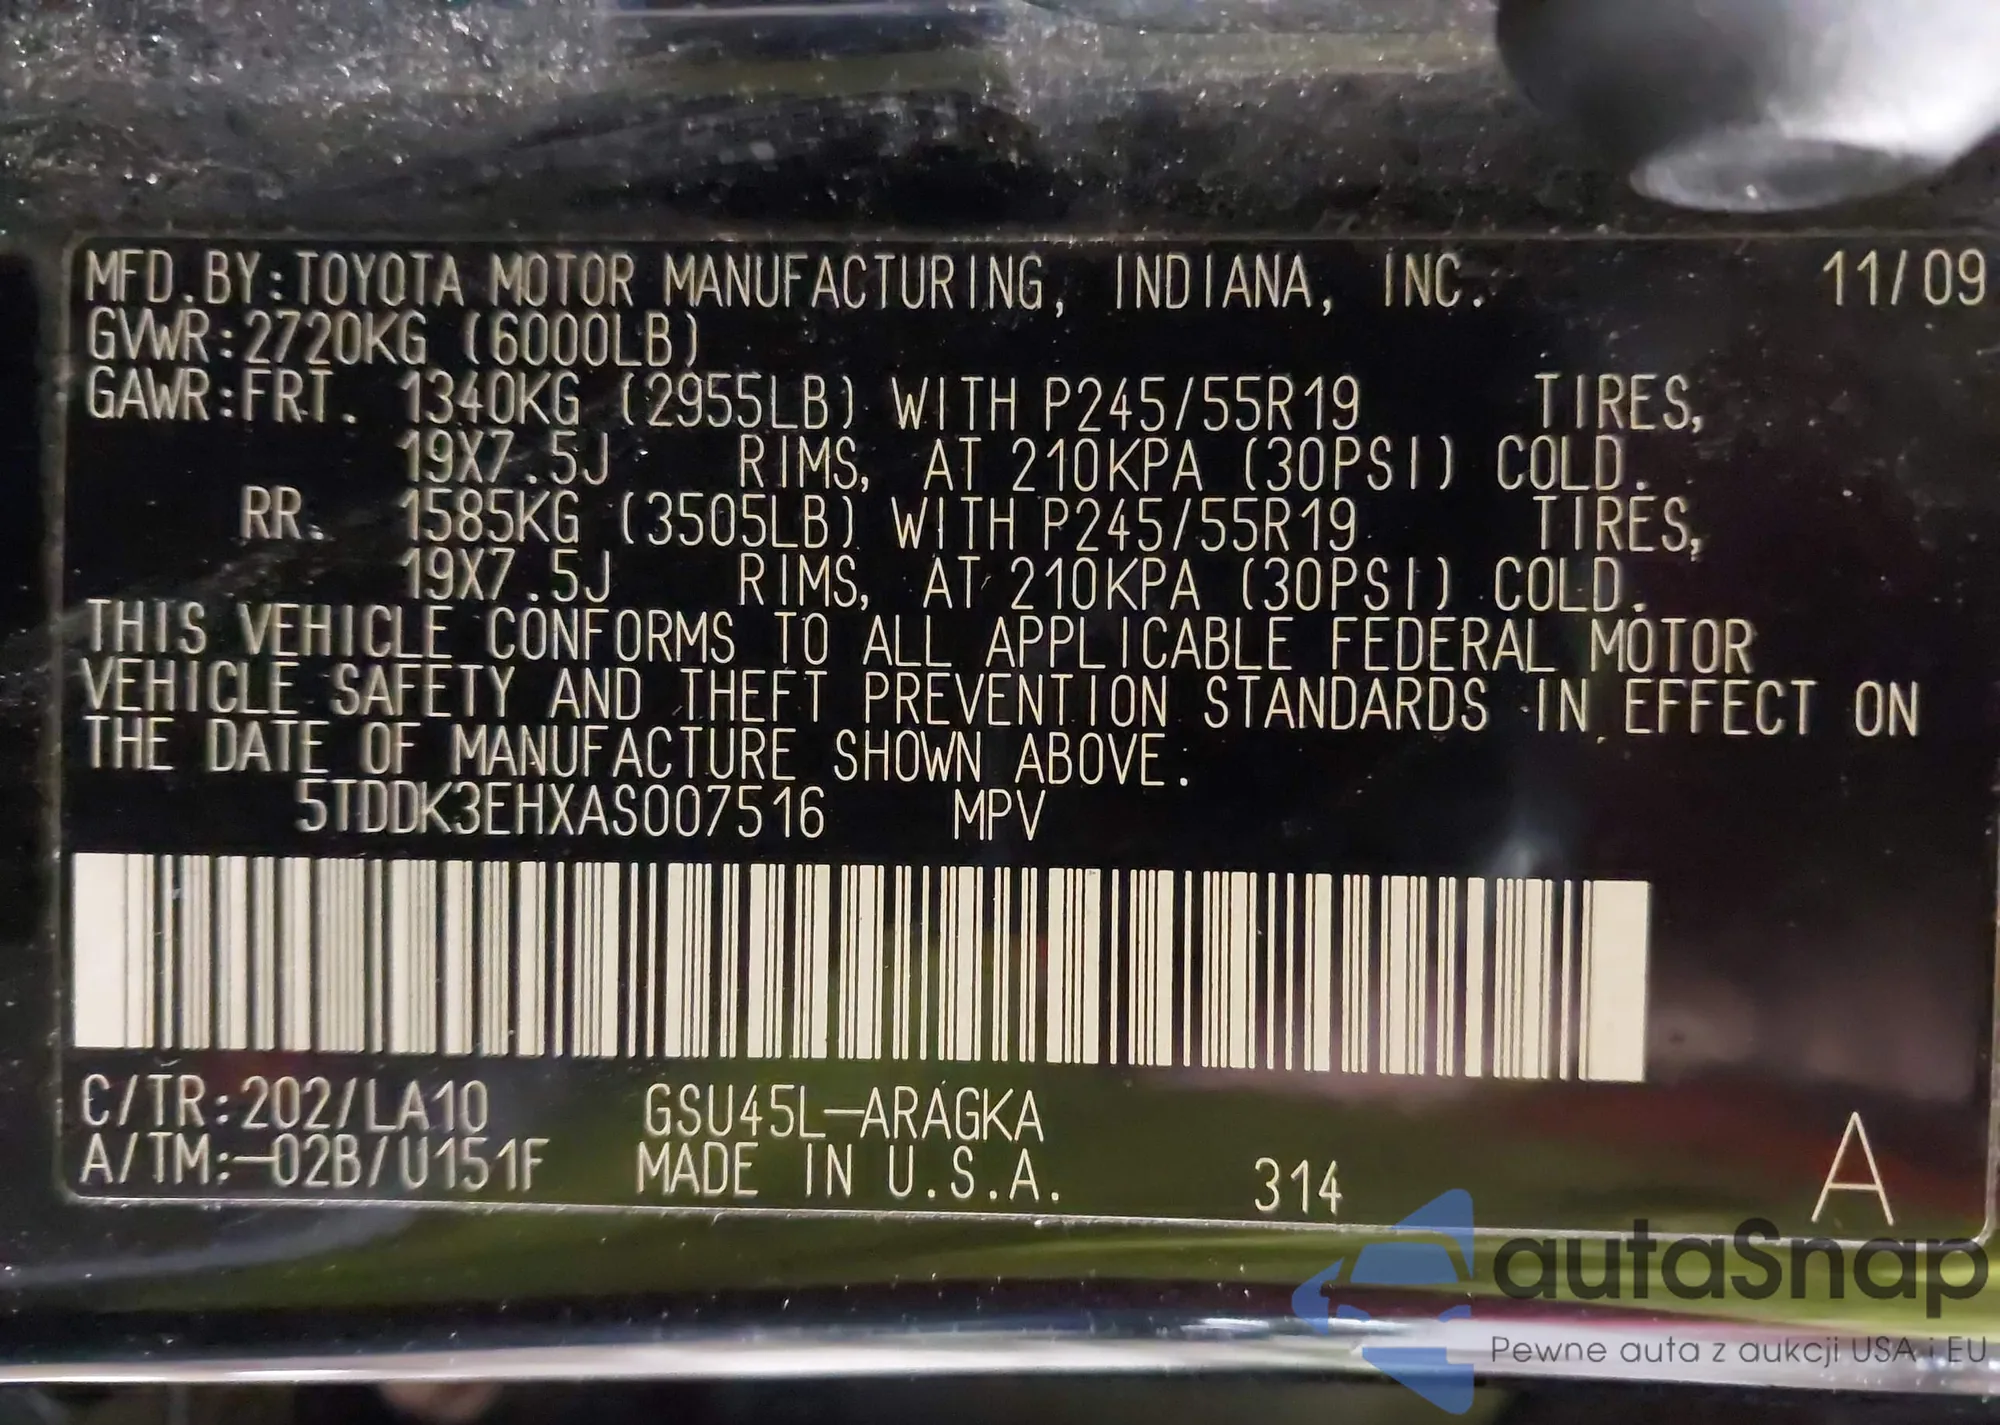 MFD.BY:TOYOTA MOTOR MANUFACTURING, INDIANA, INC. 11/09
GVWR:2720KG (6000LB)
GAWR:FRT. 1340KG (2955LB) WITH P245/55R19 TIRES,
19X7.5J RIMS, AT 210KPA (30PSI) COLD.
RR. 1585KG (3505LB) WITH P245/55R19 TIRES,
19X7.5J RIMS, AT 210KPA (30PSI) COLD.
THIS VEHICLE CONFORMS TO ALL APPLICABLE FEDERAL MOTOR
VEHICLE SAFETY AND THEFT PREVENTION STANDARDS IN EFFECT ON
THE DATE OF MANUFACTURE SHOWN ABOVE.
5TDDK3EHXAS007516 MPV
C/TR:202/LA10 GSU45L-ARAGKA
A/TM:-02B/U151F MADE IN U.S.A. 314 A
autaSnap
Pewne auta z aukcji USA i EU